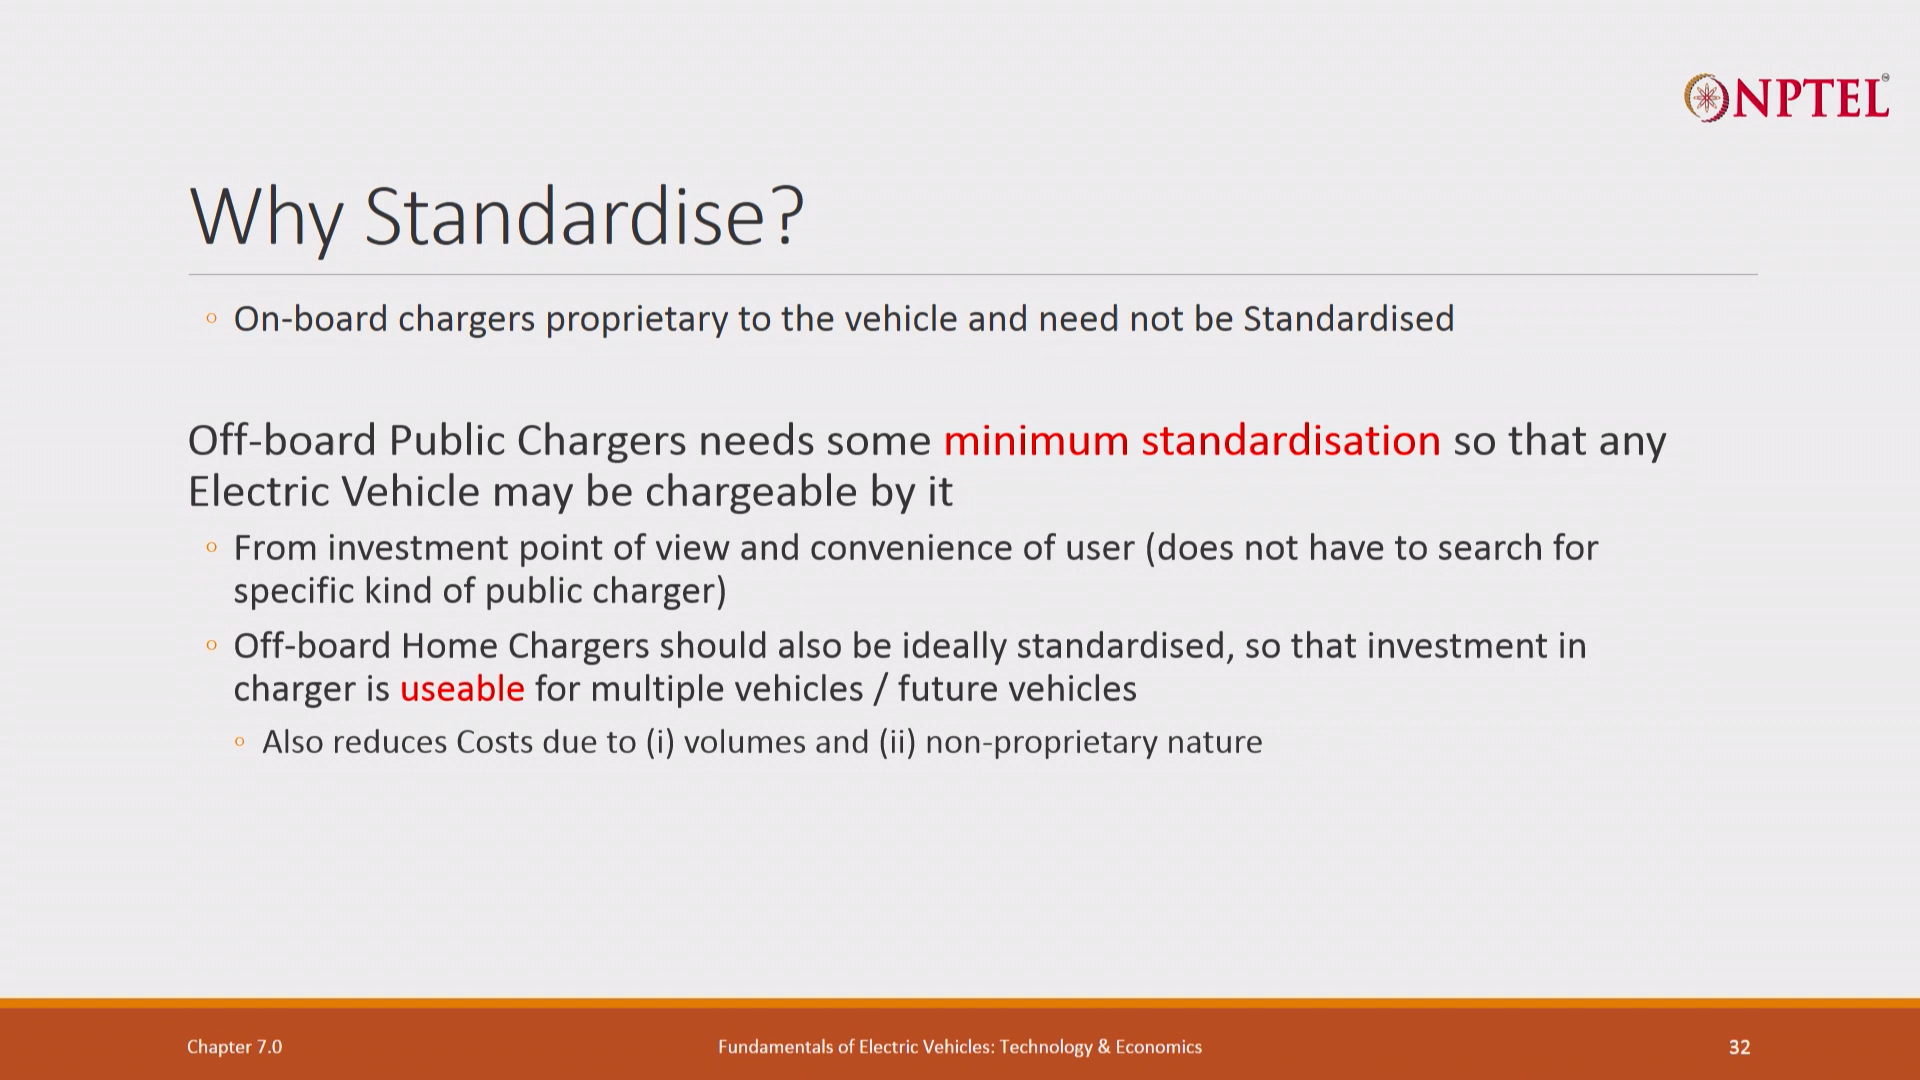 NPTEL
Why Standardise?
◦ On-board chargers proprietary to the vehicle and need not be Standardised
Off-board Public Chargers needs some minimum standardisation so that any
Electric Vehicle may be chargeable by it
◦ From investment point of view and convenience of user (does not have to search for
specific kind of public charger)
◦ Off-board Home Chargers should also be ideally standardised, so that investment in
charger is useable for multiple vehicles / future vehicles
◦ Also reduces Costs due to (i) volumes and (ii) non-proprietary nature
Chapter 7.0
Fundamentals of Electric Vehicles: Technology & Economics
32